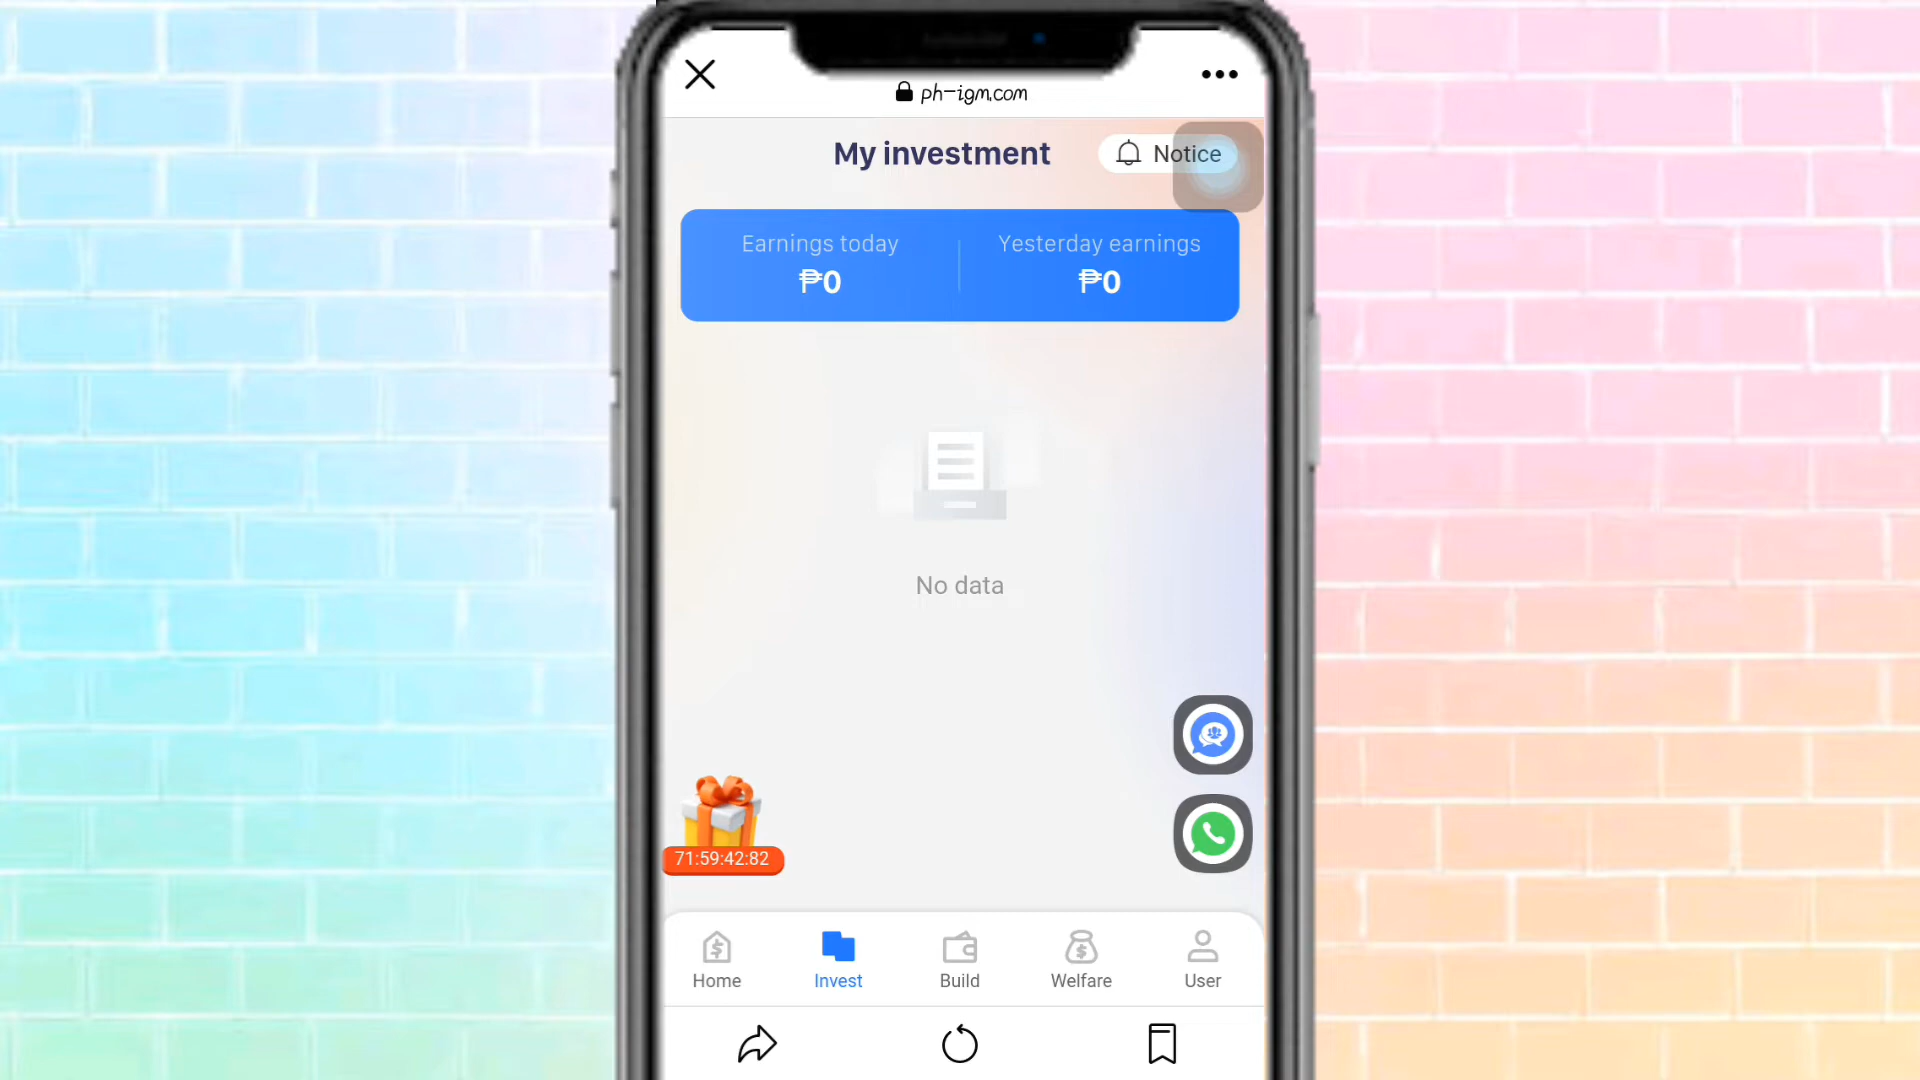 ph-igm.com
My investment
Notice
Earnings today
Yesterday earnings
₱0
₱0
No data
71:59:42:82
Home
Invest
Build
Welfare
User